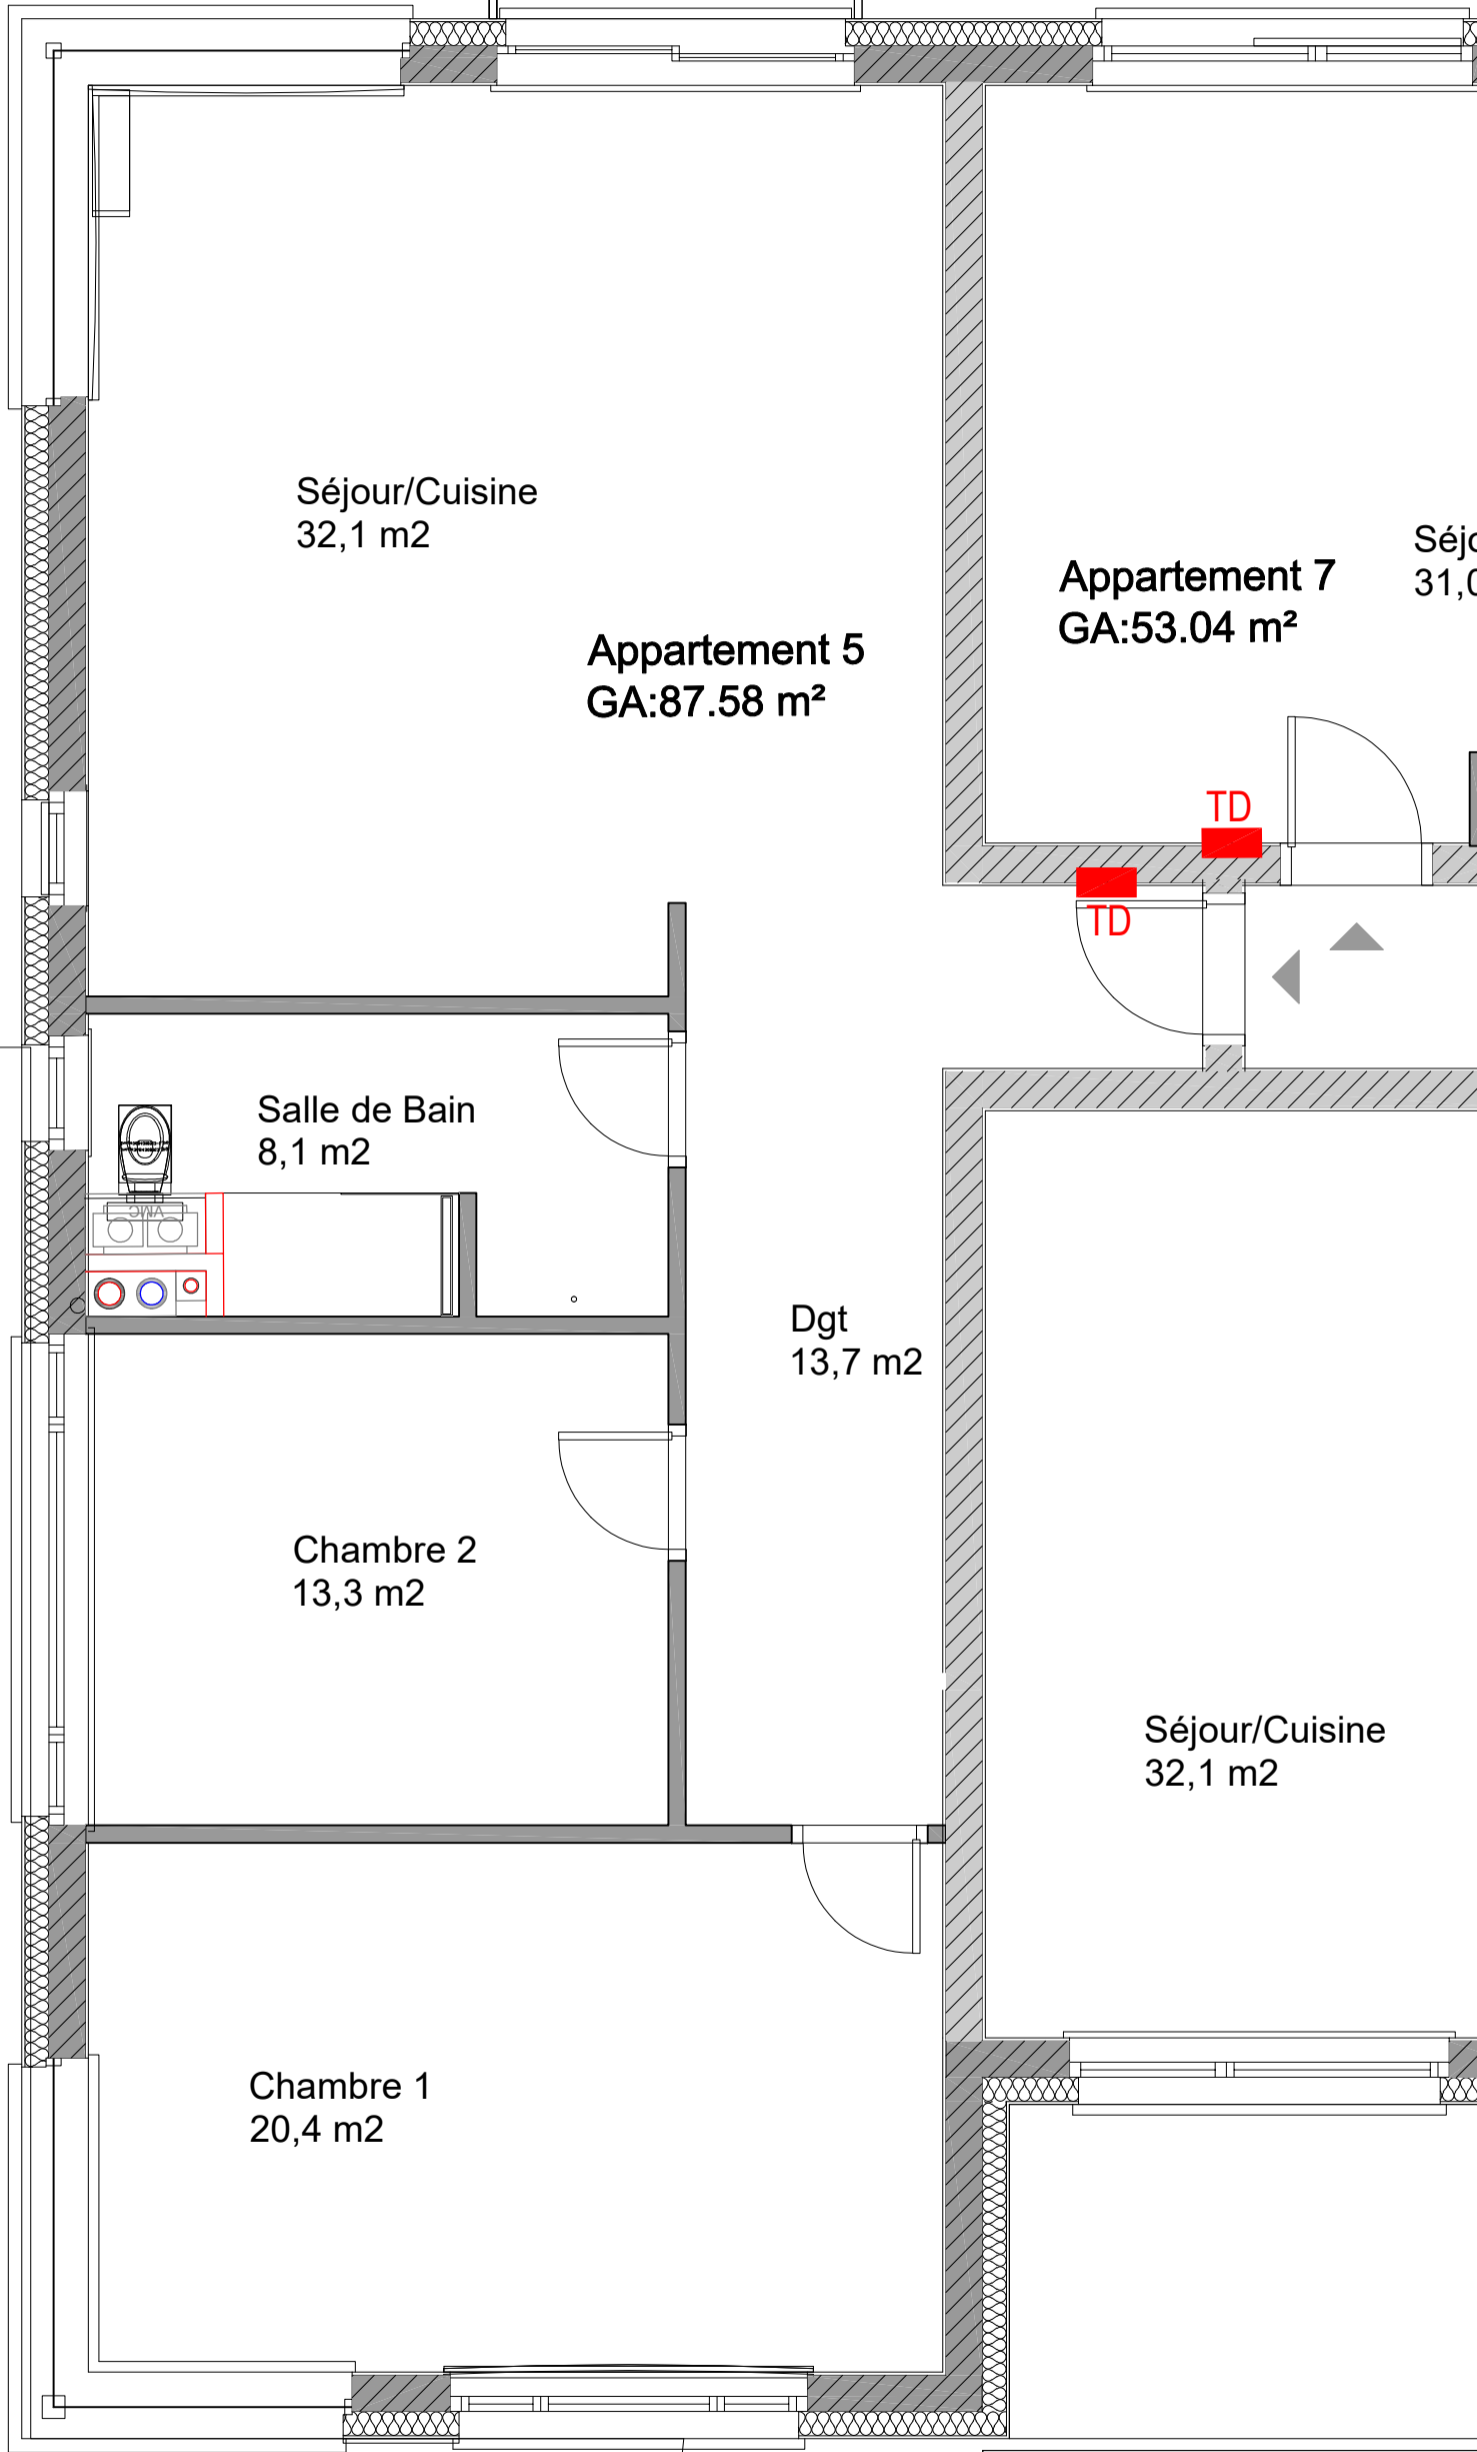 Séjour/Cuisine
32,1 m2
Appartement 5
GA:87.58 m²
Appartement 7
GA:53.04 m²
TD
TD
Salle de Bain
8,1 m2
VMC
Dgt
13,7 m2
Chambre 2
13,3 m2
Séjour/Cuisine
32,1 m2
Chambre 1
20,4 m2